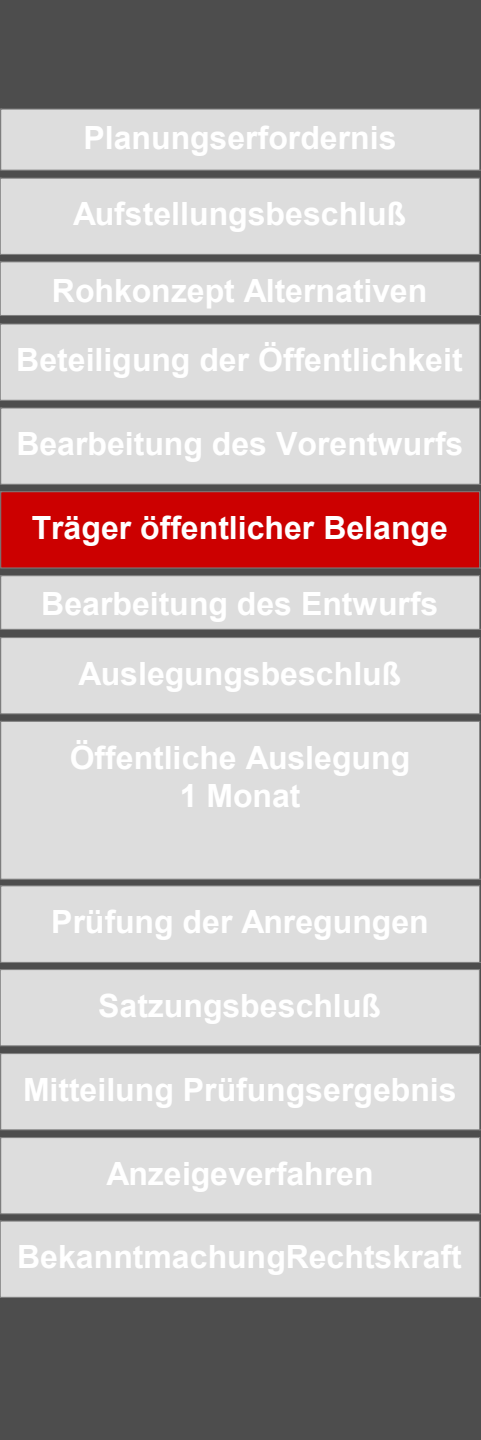 Planungserfordernis
Aufstellungsbeschluß
Rohkonzept Alternativen
Beteiligung der Öffentlichkeit
Bearbeitung des Vorentwurfs
Träger öffentlicher Belange
Bearbeitung des Entwurfs
Auslegungsbeschluß
Öffentliche Auslegung
1 Monat
Prüfung der Anregungen
Satzungsbeschluß
Mitteilung Prüfungsergebnis
Anzeigeverfahren
BekanntmachungRechtskraft